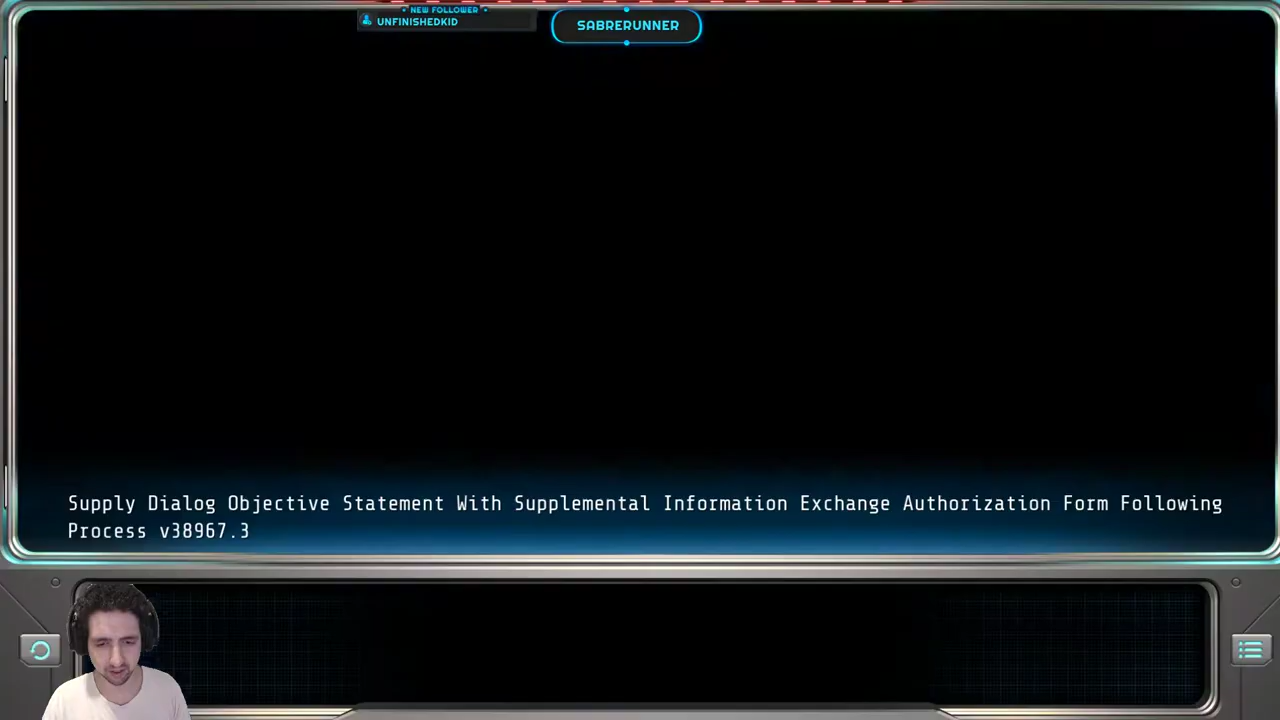 NEW FOLLOWER
UNFINISHEDKID
SABRERUNNER
Supply Dialog Objective Statement With Supplemental Information Exchange Authorization Form Following
Process v38967.3